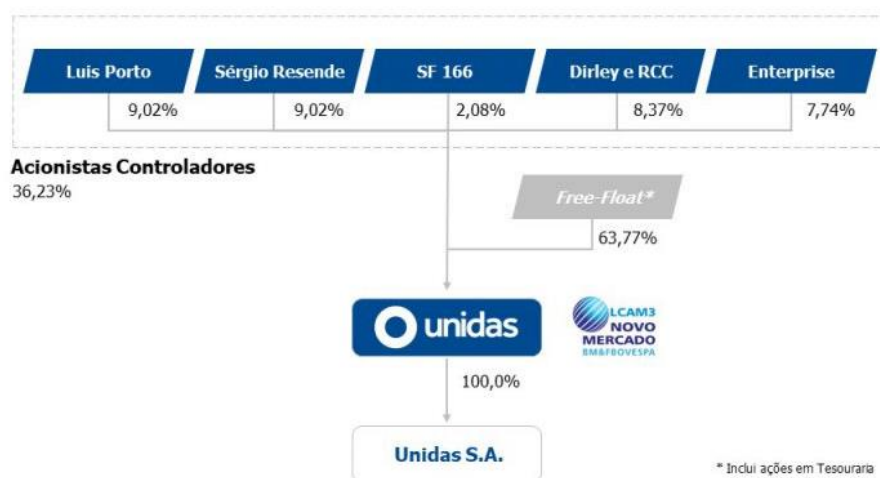 Luis Porto
Sérgio Resende
SF 166
Dirley e RCC
Enterprise
9,02%
9,02%
2,08%
8,37%
7,74%
Acionistas Controladores
36,23%
Free-Float*
63,77%
unidas
LCAM3
NOVO
MERCADO
BM&FBOVESPA
100,0%
Unidas S.A.
* Inclui ações em Tesouraria